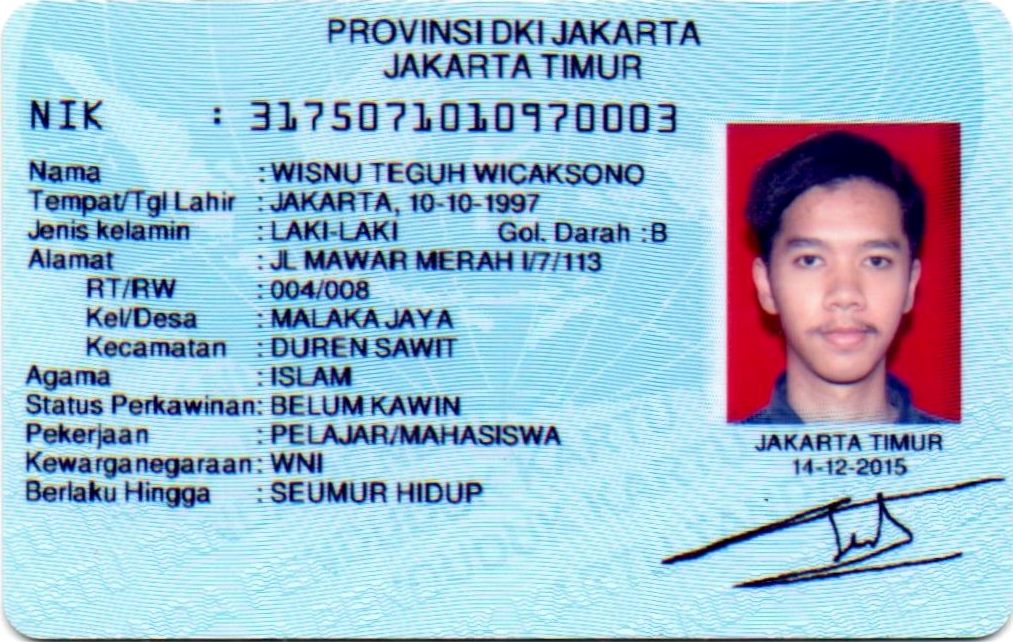 PROVINSI DKI JAKARTA
JAKARTA TIMUR
NIK : 3175071010970003
Nama : WISNU TEGUH WICAKSONO
Tempat/Tgl Lahir : JAKARTA, 10-10-1997
Jenis kelamin : LAKI-LAKI Gol. Darah : B
Alamat : JL MAWAR MERAH I/7/113
RT/RW : 004/008
Kel/Desa : MALAKA JAYA
Kecamatan : DUREN SAWIT
Agama : ISLAM
Status Perkawinan: BELUM KAWIN
Pekerjaan : PELAJAR/MAHASISWA
Kewarganegaraan: WNI
Berlaku Hingga : SEUMUR HIDUP
JAKARTA TIMUR
14-12-2015